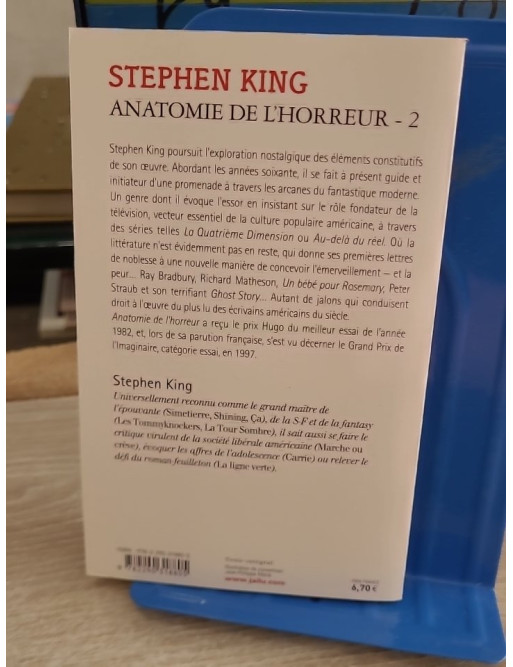 STEPHEN KING
ANATOMIE DE L'HORREUR - 2
Stephen King poursuit l'exploration nostalgique des éléments constitutifs
de son œuvre. Abordant les années soixante, il se fait à présent guide et
initiateur d'une promenade à travers les arcanes du fantastique moderne.
Un genre dont il évoque l'essor en insistant sur le rôle fondateur de la
télévision, vecteur essentiel de la culture populaire américaine, à travers
des séries telles La Quatrième Dimension ou Au-delà du réel. Où la
littérature n'est évidemment pas en reste, qui donne ses premières lettres
de noblesse à une nouvelle manière de concevoir l'émerveillement – et la
peur... Ray Bradbury, Richard Matheson, Un bébé pour Rosemary, Peter
Straub et son terrifiant Ghost Story... Autant de jalons qui conduisent
droit à l'œuvre du plus lu des écrivains américains du siècle.
Anatomie de l'horreur a reçu le prix Hugo du meilleur essai de l'année
1982, et, lors de sa parution française, s'est vu décerner le Grand Prix de
l'Imaginaire, catégorie essai, en 1997.
Stephen King
Universellement reconnu comme le grand maître de
l'épouvante (Simetierre, Shining, Ça), de la S-F et de la fantasy
(Les Tommyknockers, La Tour Sombre), il sait aussi se faire le
critique virulent de la société libérale américaine (Marche ou
crève), évoquer les affres de l'adolescence (Carrie) ou relever le
défi du roman-feuilleton (La ligne verte).
www.jailu.com
6,70 €